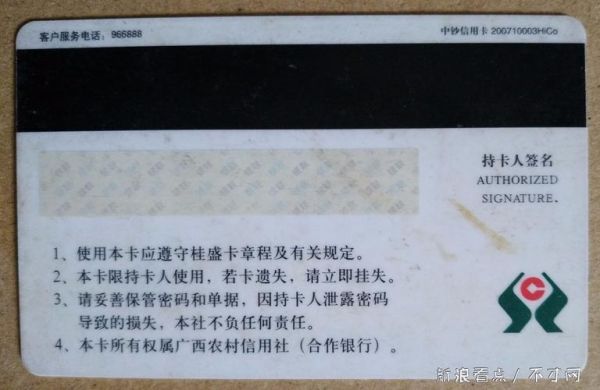 客户服务电话：966888
中钞信用卡 200710003HiCo
持卡人签名
AUTHORIZED
SIGNATURE.
1、使用本卡应遵守桂盛卡章程及有关规定。
2、本卡限持卡人使用，若卡遗失，请立即挂失。
3、请妥善保管密码和单据，因持卡人泄露密码
导致的损失，本社不负任何责任。
4、本卡所有权属广西农村信用社（合作银行）。
新浪看点 / 不才网